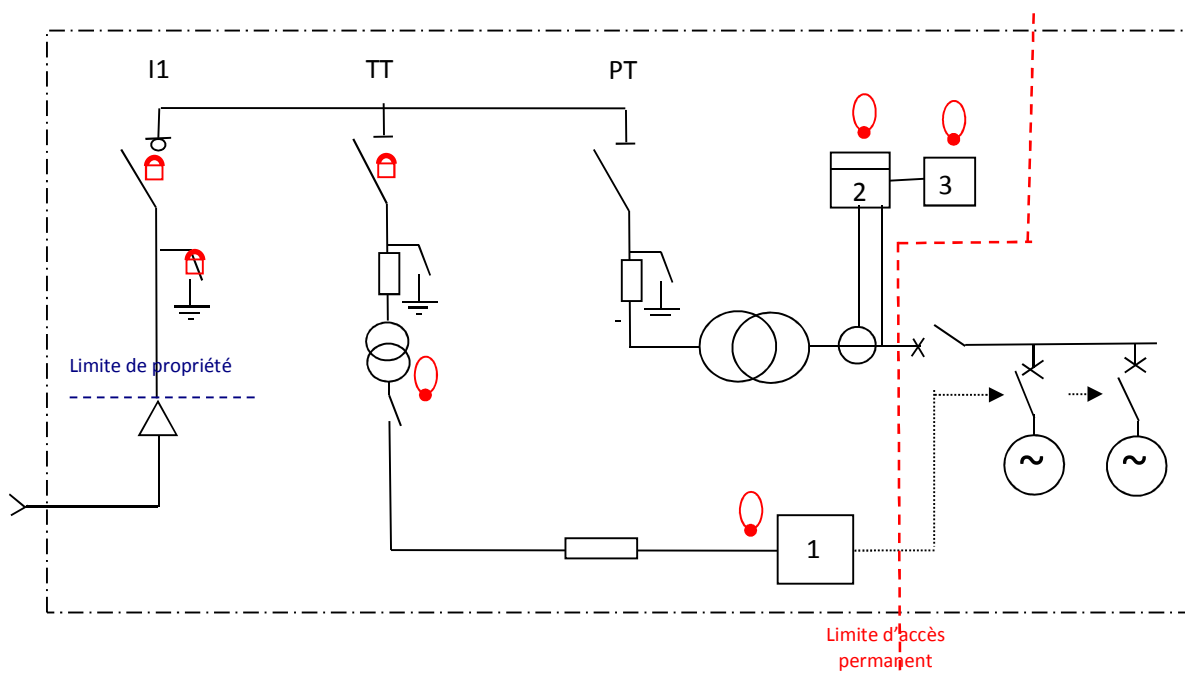 I1
TT
PT
2
3
Limite de propriété
~
~
1
Limite d'accès
permanent